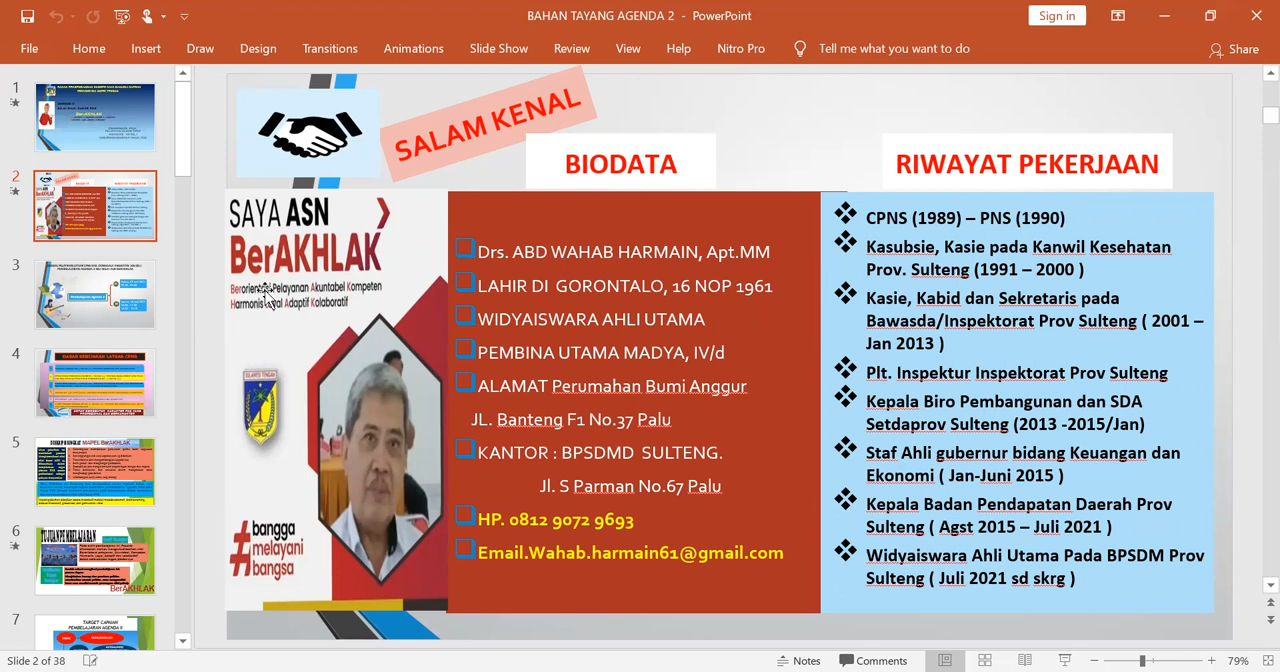 BAHAN TAYANG AGENDA 2 - PowerPoint
Sign in
File Home Insert Draw Design Transitions Animations Slide Show Review View Help Nitro Pro Tell me what you want to do Share
1
2
3
4
5
6
7
SALAM KENAL
BIODATA
RIWAYAT PEKERJAAN
SAYA ASN
BerAKHLAK
Berorientasi Pelayanan Akuntabel Kompeten
Harmonis Loyal Adaptif Kolaboratif
SULAWESI TENGAH
#bangga
melayani
bangsa
Drs. ABD WAHAB HARMAIN, Apt.MM
LAHIR DI GORONTALO, 16 NOP 1961
WIDYAISWARA AHLI UTAMA
PEMBINA UTAMA MADYA, IV/d
ALAMAT Perumahan Bumi Anggur
JL. Banteng F1 No.37 Palu
KANTOR : BPSDMD SULTENG.
Jl. S Parman No.67 Palu
HP. 0812 9072 9693
Email.Wahab.harmain61@gmail.com
CPNS (1989) – PNS (1990)
Kasubsie, Kasie pada Kanwil Kesehatan
Prov. Sulteng (1991 – 2000 )
Kasie, Kabid dan Sekretaris pada
Bawasda/Inspektorat Prov Sulteng ( 2001 –
Jan 2013 )
Plt. Inspektur Inspektorat Prov Sulteng
Kepala Biro Pembangunan dan SDA
Setdaprov Sulteng (2013 -2015/Jan)
Staf Ahli gubernur bidang Keuangan dan
Ekonomi ( Jan-Juni 2015 )
Kepala Badan Pendapatan Daerah Prov
Sulteng ( Agst 2015 – Juli 2021 )
Widyaiswara Ahli Utama Pada BPSDM Prov
Sulteng ( Juli 2021 sd skrg )
Slide 2 of 38
Notes Comments 79%